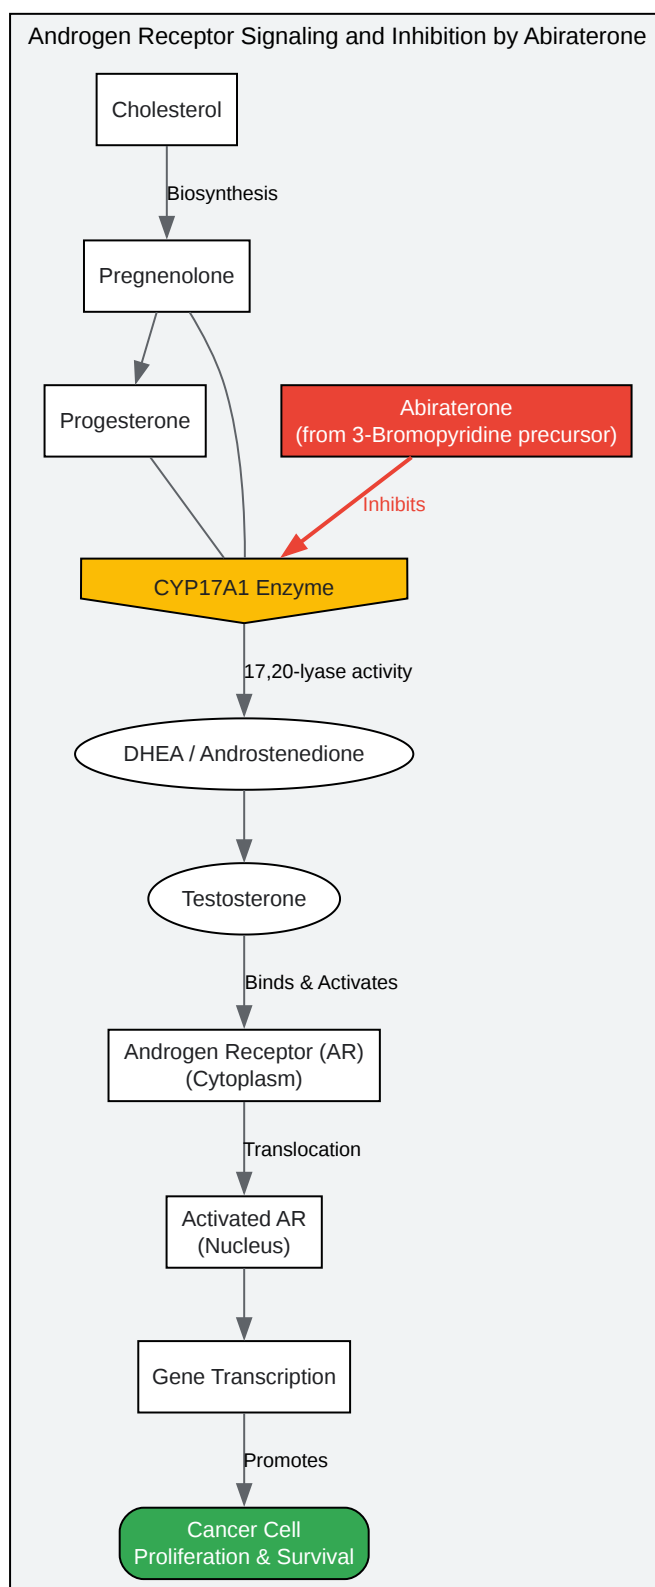 Androgen Receptor Signaling and Inhibition by Abiraterone
Cholesterol
Biosynthesis
Pregnenolone
Progesterone
Abiraterone
(from 3-Bromopyridine precursor)
Inhibits
CYP17A1 Enzyme
17,20-lyase activity
DHEA / Androstenedione
Testosterone
Binds & Activates
Androgen Receptor (AR)
(Cytoplasm)
Translocation
Activated AR
(Nucleus)
Gene Transcription
Promotes
Cancer Cell
Proliferation & Survival